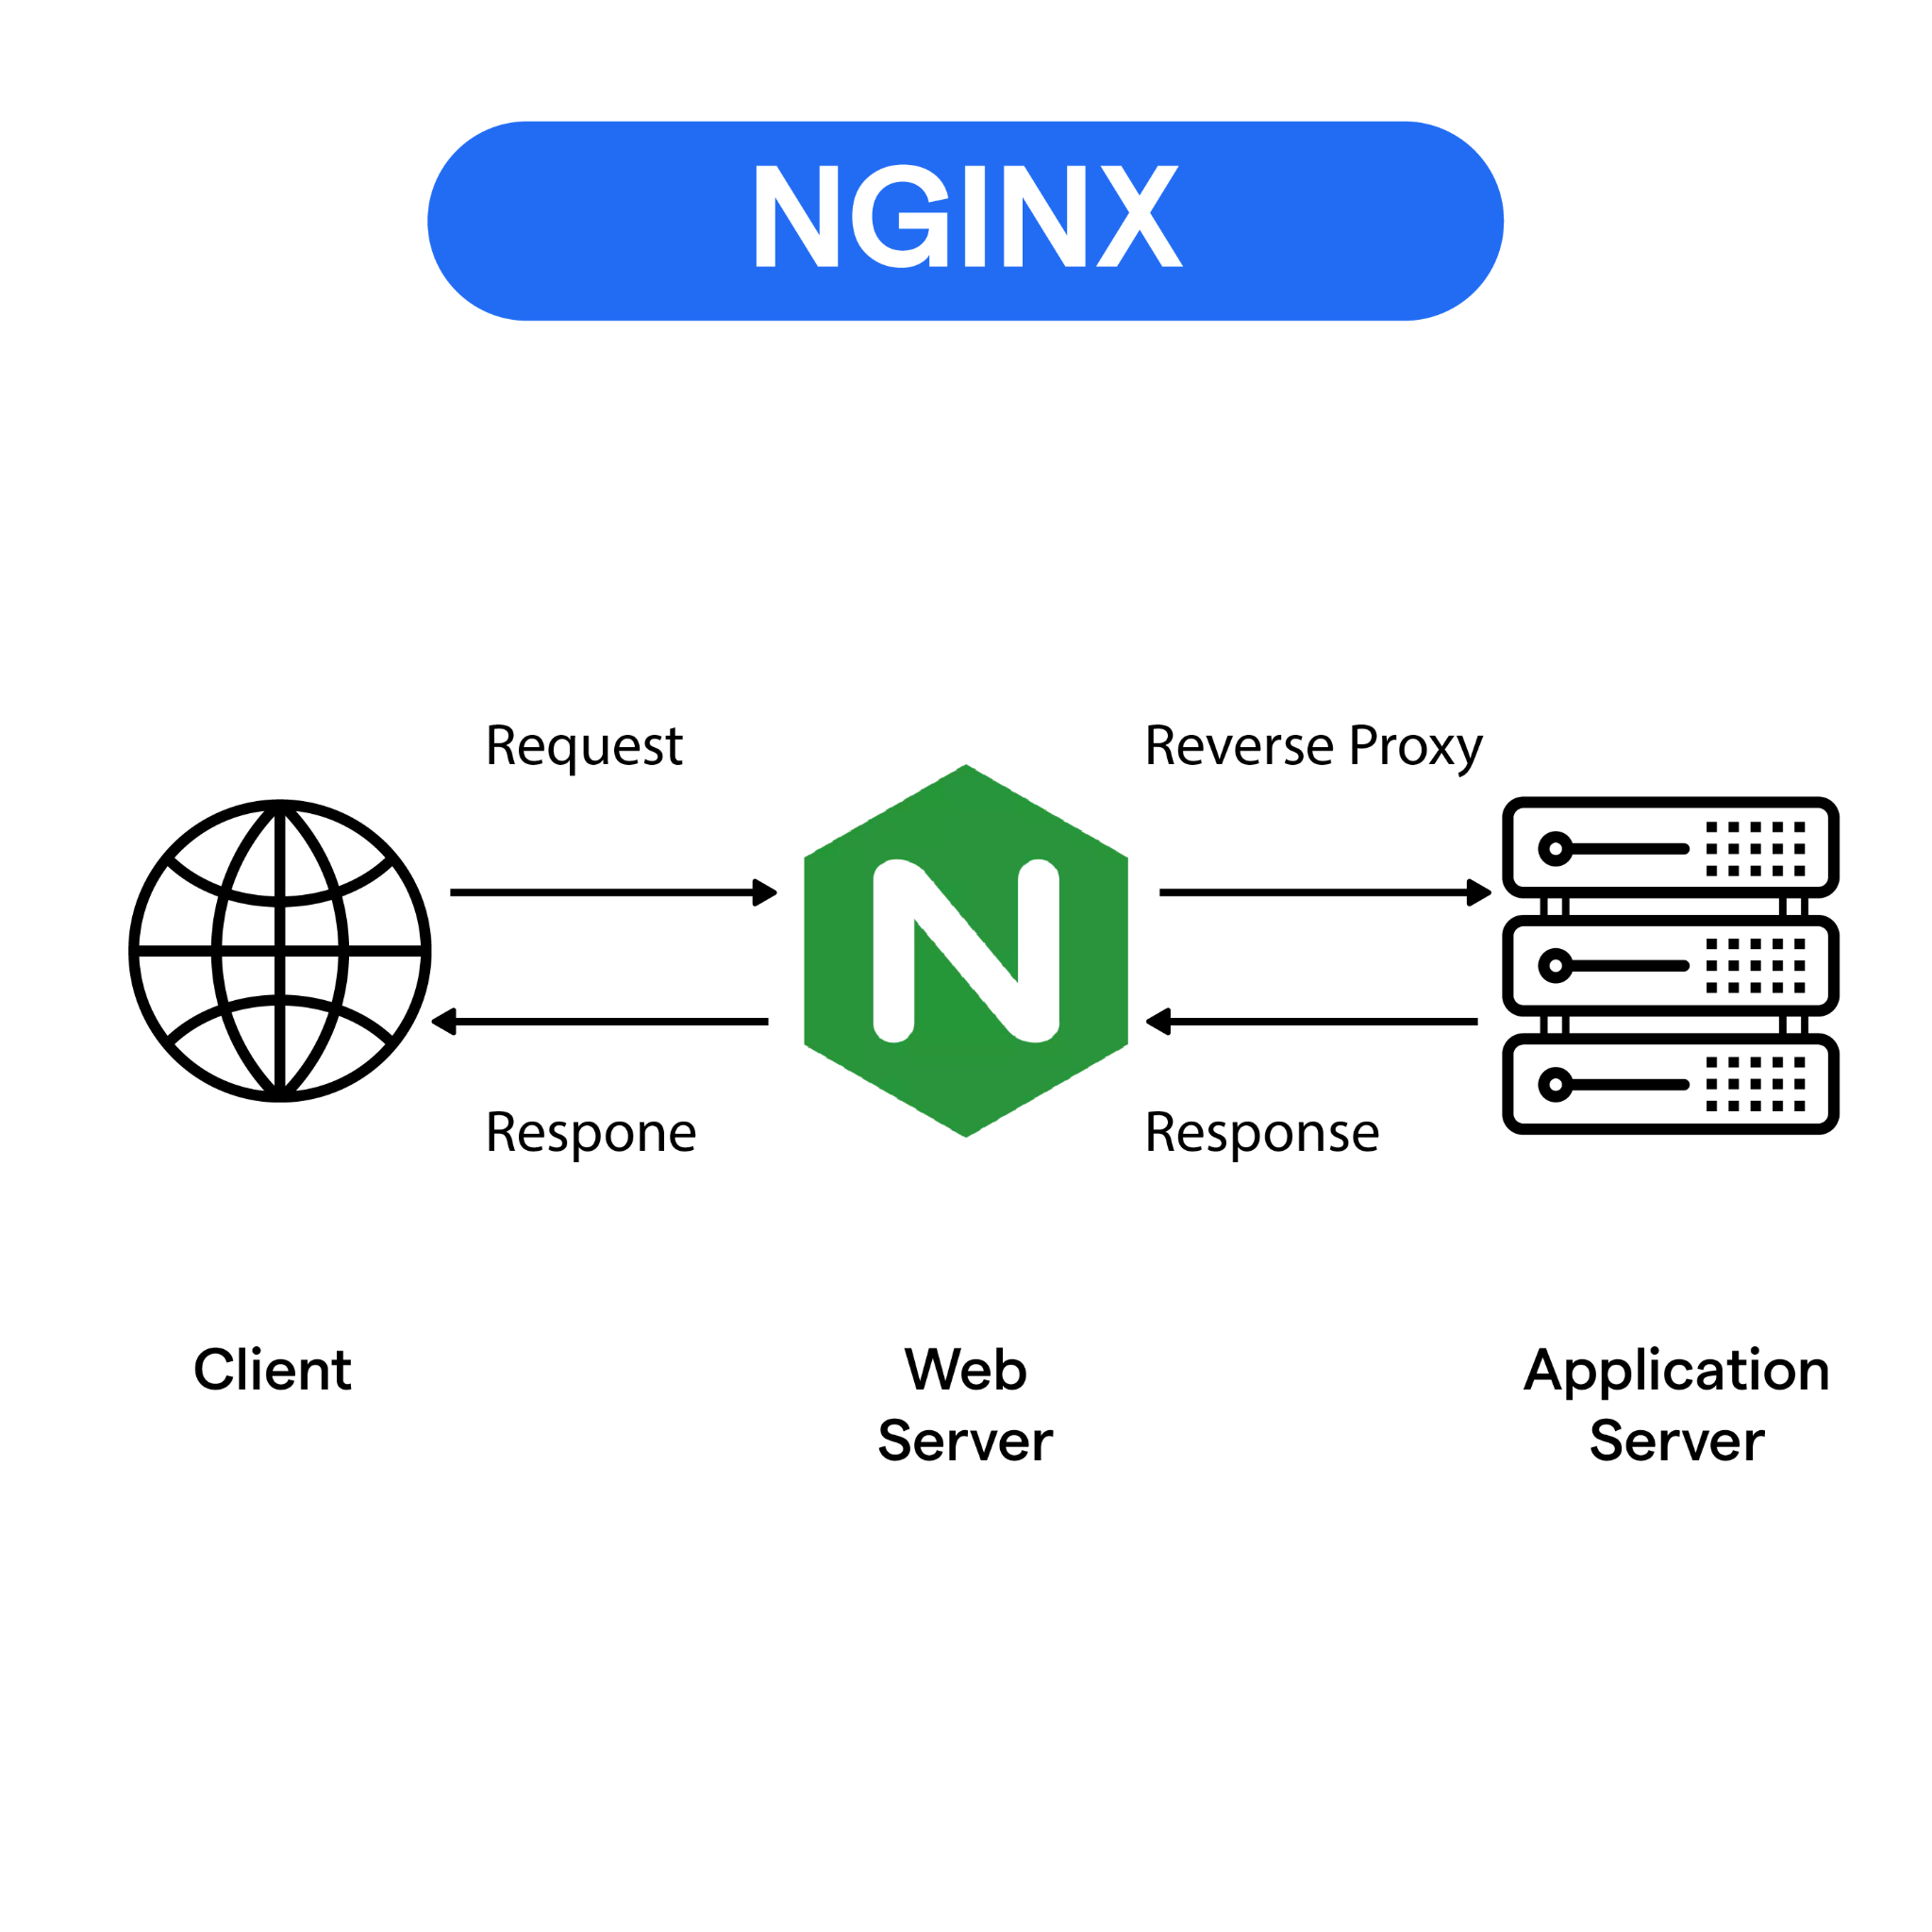 NGINX
Request
Reverse Proxy
N
Respone
Response
Client
Web
Server
Application
Server